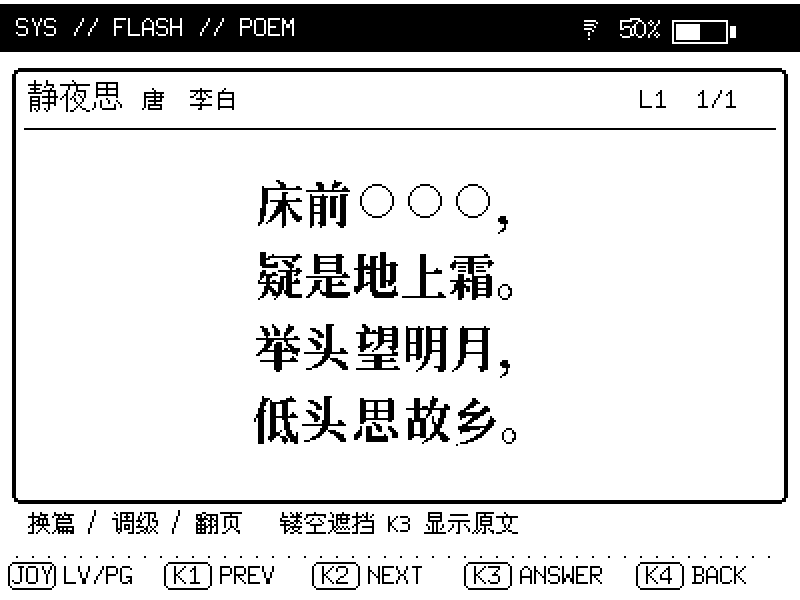 SYS // FLASH // POEM 50%
静夜思 唐 李白 L1 1/1
床前○○○，
疑是地上霜。
举头望明月，
低头思故乡。
换篇 / 调级 / 翻页 镂空遮挡 K3 显示原文
JOY LV/PG K1 PREV K2 NEXT K3 ANSWER K4 BACK